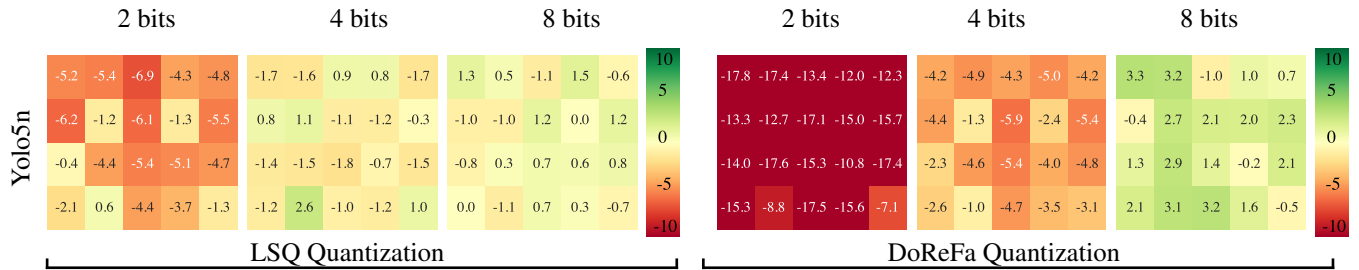 2 bits 4 bits 8 bits 2 bits 4 bits 8 bits
Yolo5n
-5.2 -5.4 -6.9 -4.3 -4.8 -1.7 -1.6 0.9 0.8 -1.7 1.3 0.5 -1.1 1.5 -0.6 10 -17.8 -17.4 -13.4 -12.0 -12.3 -4.2 -4.9 -4.3 -5.0 -4.2 3.3 3.2 -1.0 1.0 0.7 10
5 5
-6.2 -1.2 -6.1 -1.3 -5.5 0.8 1.1 -1.1 -1.2 -0.3 -1.0 -1.0 1.2 0.0 1.2 -13.3 -12.7 -17.1 -15.0 -15.7 -4.4 -1.3 -5.9 -2.4 -5.4 -0.4 2.7 2.1 2.0 2.3
0 0
-0.4 -4.4 -5.4 -5.1 -4.7 -1.4 -1.5 -1.8 -0.7 -1.5 -0.8 0.3 0.7 0.6 0.8 -14.0 -17.6 -15.3 -10.8 -17.4 -2.3 -4.6 -5.4 -4.0 -4.8 1.3 2.9 1.4 -0.2 2.1
-5 -5
-2.1 0.6 -4.4 -3.7 -1.3 -1.2 2.6 -1.0 -1.2 1.0 0.0 -1.1 0.7 0.3 -0.7 -15.3 -8.8 -17.5 -15.6 -7.1 -2.6 -1.0 -4.7 -3.5 -3.1 2.1 3.1 3.2 1.6 -0.5
-10 -10
LSQ Quantization DoReFa Quantization